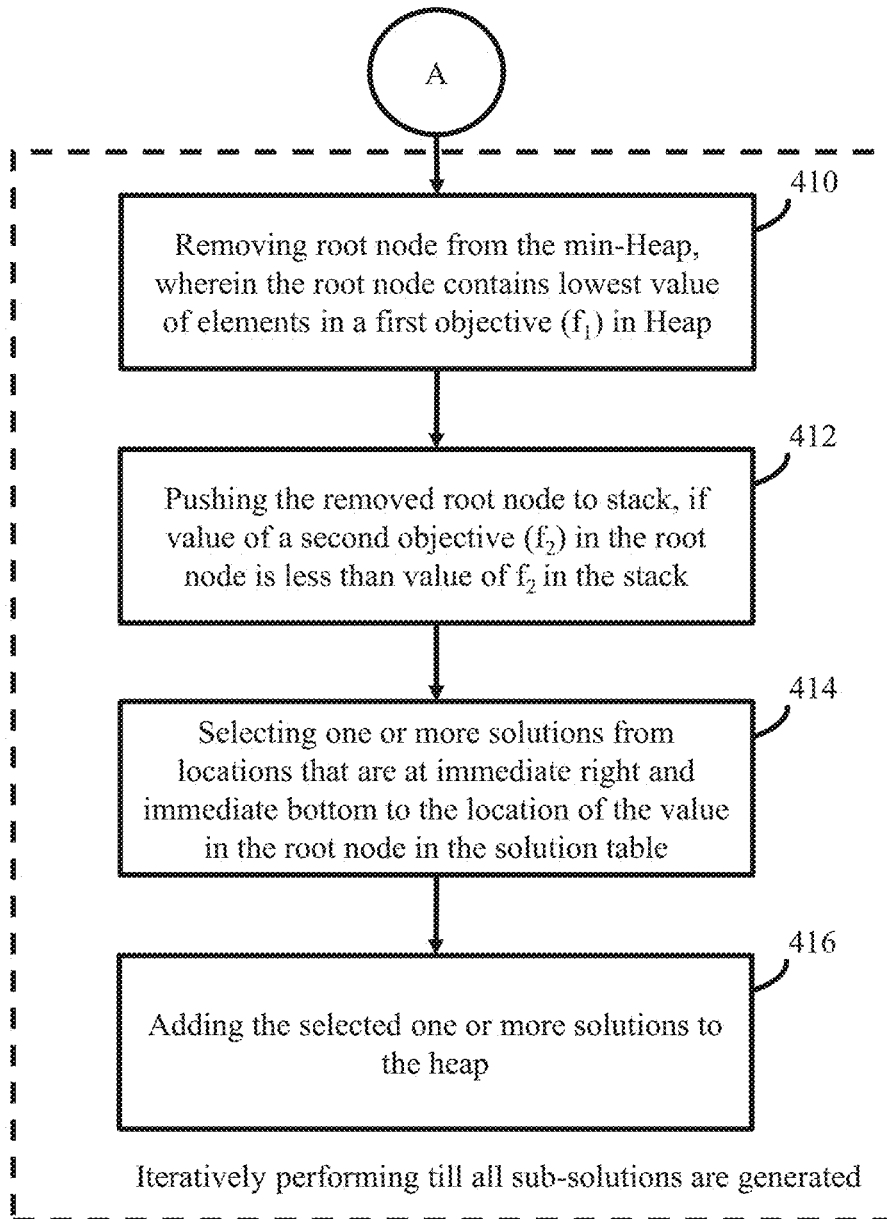 A
410
Removing root node from the min-Heap,
wherein the root node contains lowest value
of elements in a first objective (f₁) in Heap
412
Pushing the removed root node to stack, if
value of a second objective (f₂) in the root
node is less than value of f₂ in the stack
414
Selecting one or more solutions from
locations that are at immediate right and
immediate bottom to the location of the value
in the root node in the solution table
416
Adding the selected one or more solutions to
the heap
Iteratively performing till all sub-solutions are generated